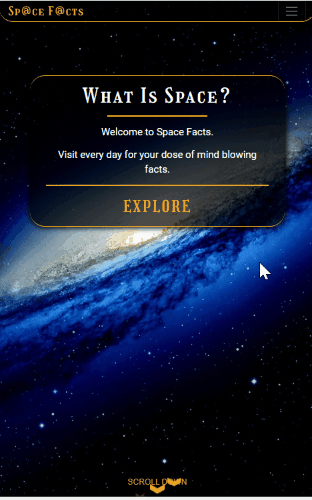 Sp@ce F@cts
What Is Space?
Welcome to Space Facts.
Visit every day for your dose of mind blowing
facts.
EXPLORE
SCROLL DOWN